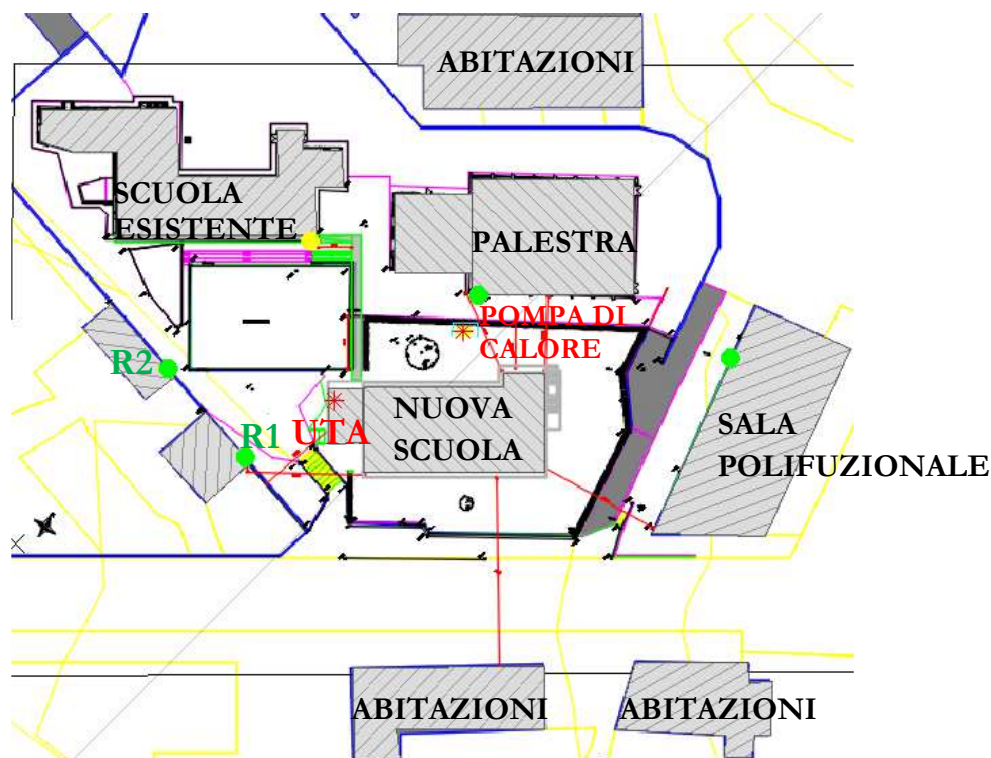 ABITAZIONI
SCUOLA
ESISTENTE
PALESTRA
POMPA DI
CALORE
R2
R1
UTA
NUOVA
SCUOLA
SALA
POLIFUZIONALE
ABITAZIONI
ABITAZIONI